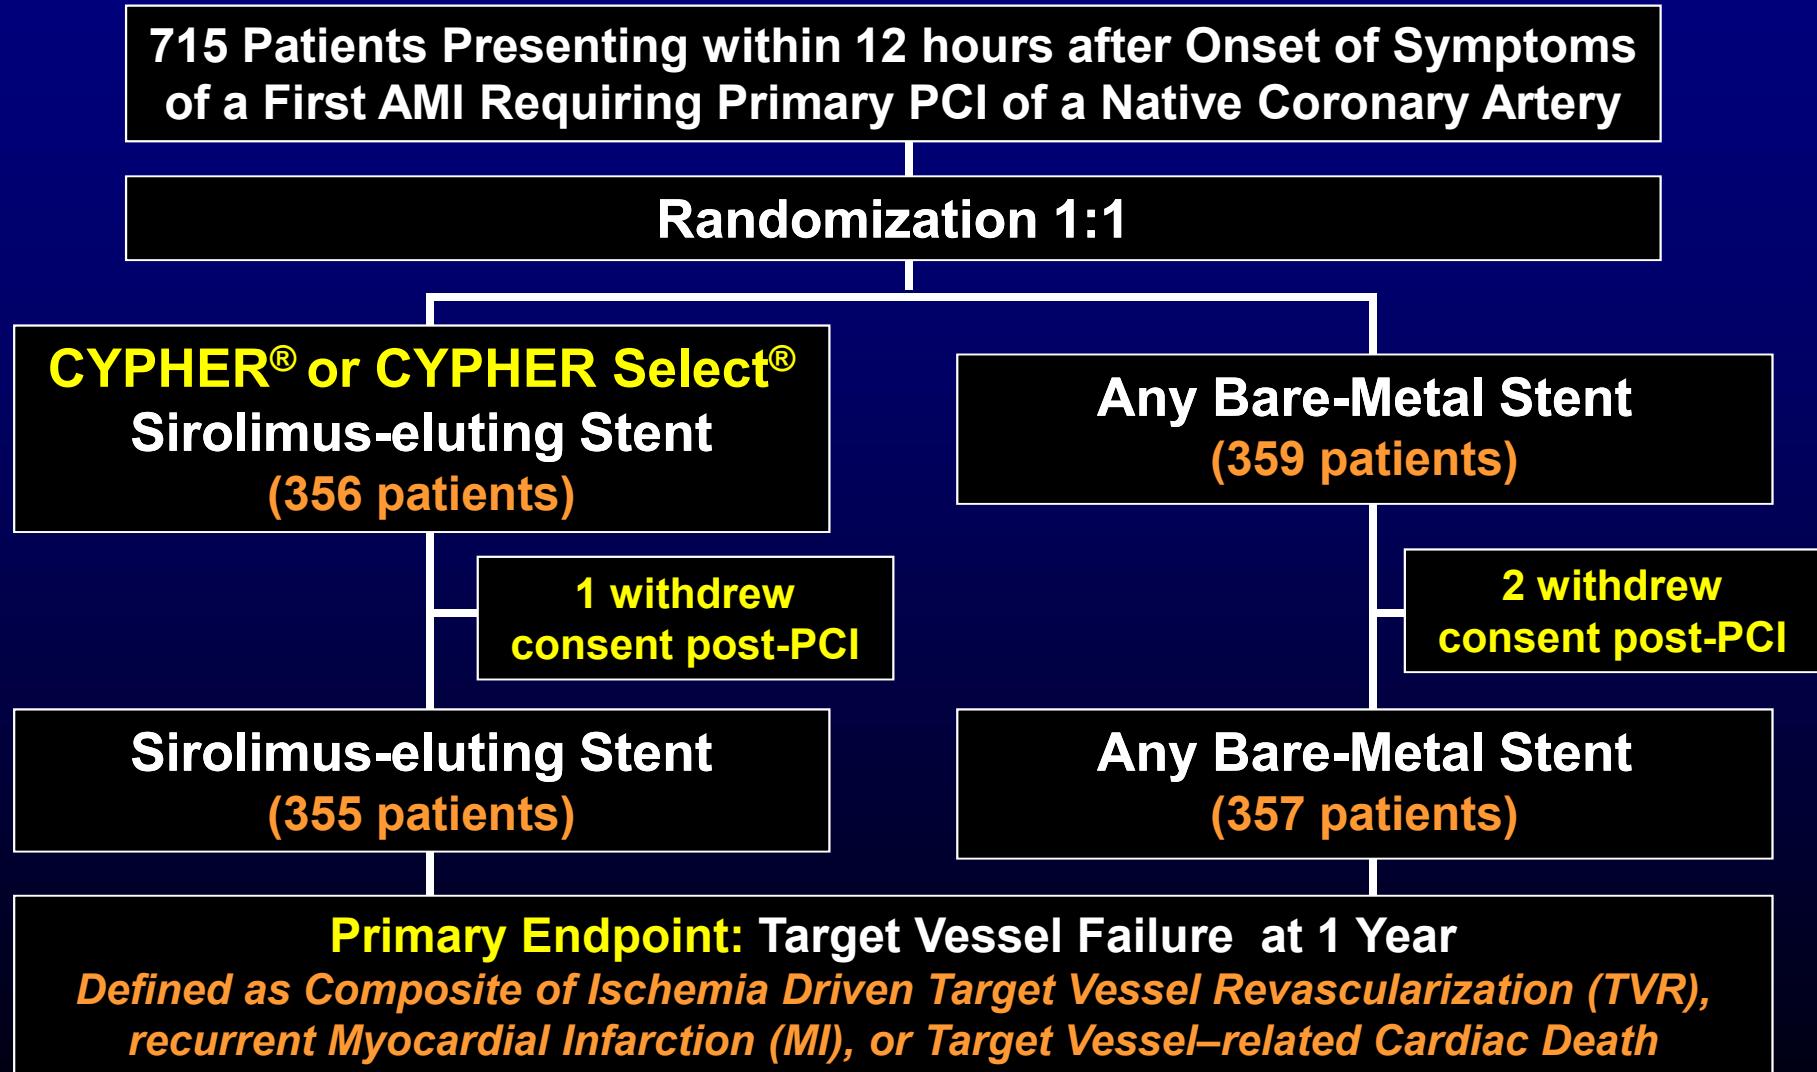 715 Patients Presenting within 12 hours after Onset of Symptoms
of a First AMI Requiring Primary PCI of a Native Coronary Artery
Randomization 1:1
CYPHER® or CYPHER Select®
Sirolimus-eluting Stent
(356 patients)
Any Bare-Metal Stent
(359 patients)
1 withdrew
consent post-PCI
2 withdrew
consent post-PCI
Sirolimus-eluting Stent
(355 patients)
Any Bare-Metal Stent
(357 patients)
Primary Endpoint: Target Vessel Failure at 1 Year
Defined as Composite of Ischemia Driven Target Vessel Revascularization (TVR),
recurrent Myocardial Infarction (MI), or Target Vessel–related Cardiac Death